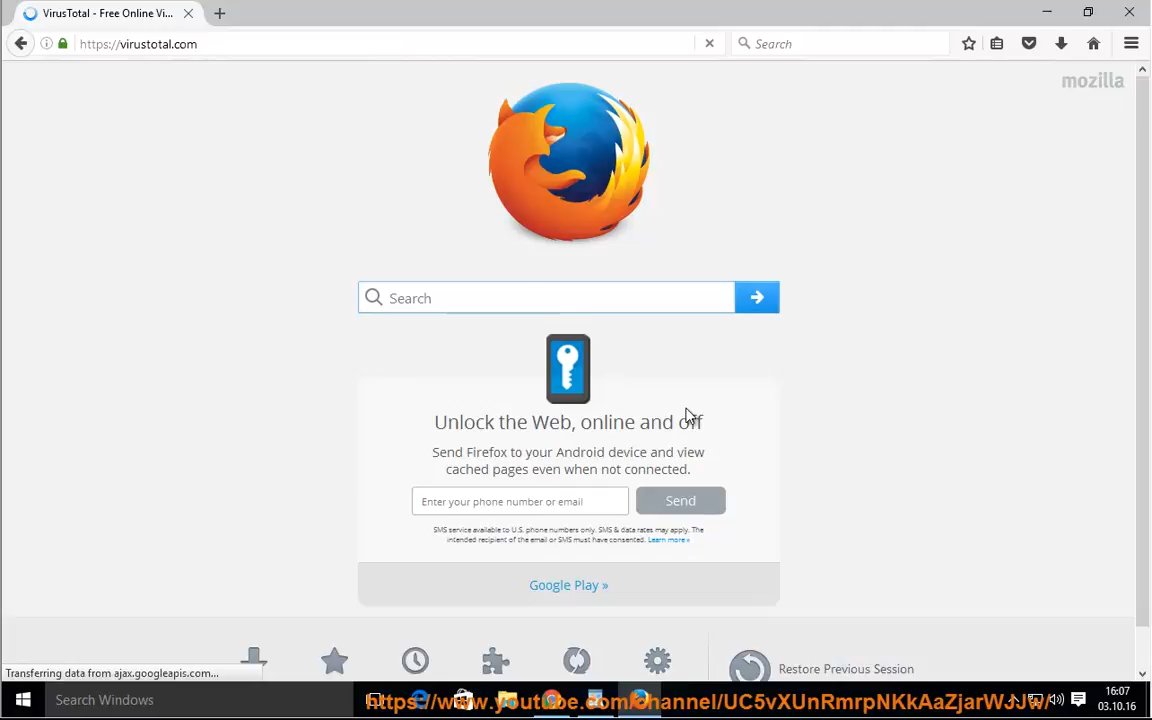 VirusTotal - Free Online Vi...
https://virustotal.com
Search
mozilla
Search
Unlock the Web, online and off
Send Firefox to your Android device and view
cached pages even when not connected.
Enter your phone number or email
Send
SMS service available to U.S. phone numbers only. SMS & data rates may apply. The
intended recipient of the email or SMS must have consented. Learn more »
Google Play »
Restore Previous Session
Transferring data from ajax.googleapis.com...
Search Windows
https://www.youtube.com/channel/UC5vXUnRmrpNKkAaZjarWJJw/
16:07
03.10.16